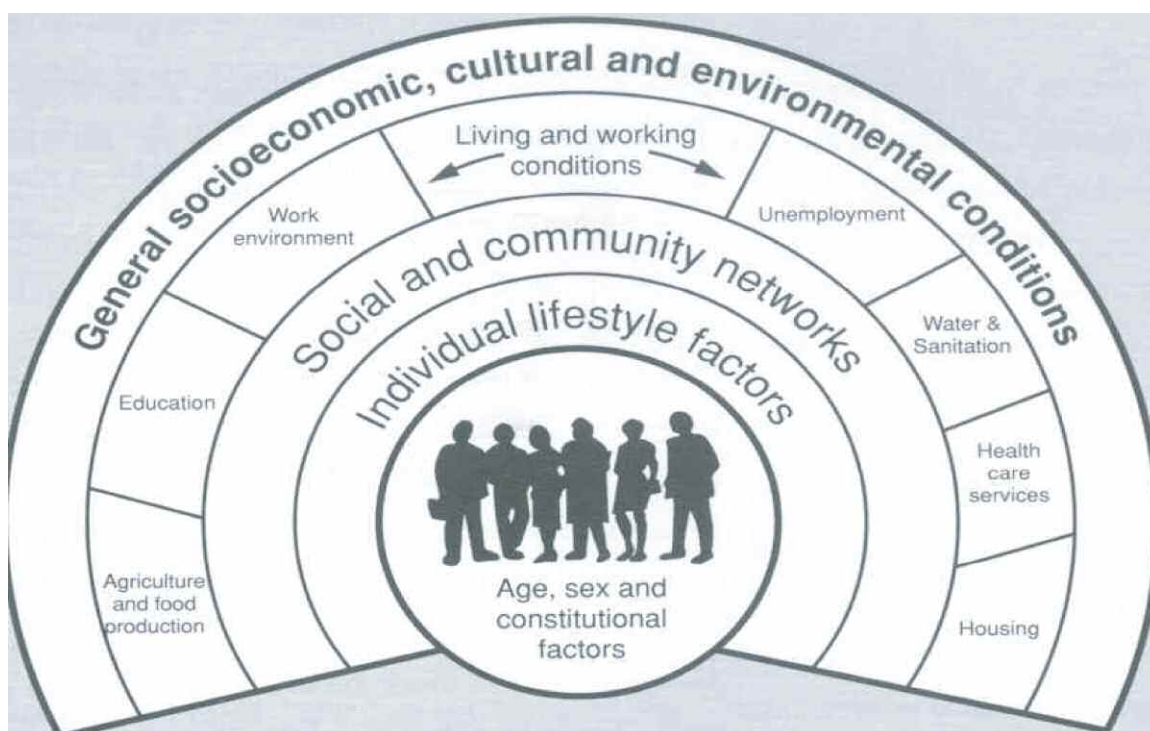 General socioeconomic, cultural and environmental conditions
Living and working
conditions
Work
environment
Unemployment
Education
Water &
Sanitation
Agriculture
and food
production
Health
care
services
Housing
Social and community networks
Individual lifestyle factors
Age, sex and
constitutional
factors